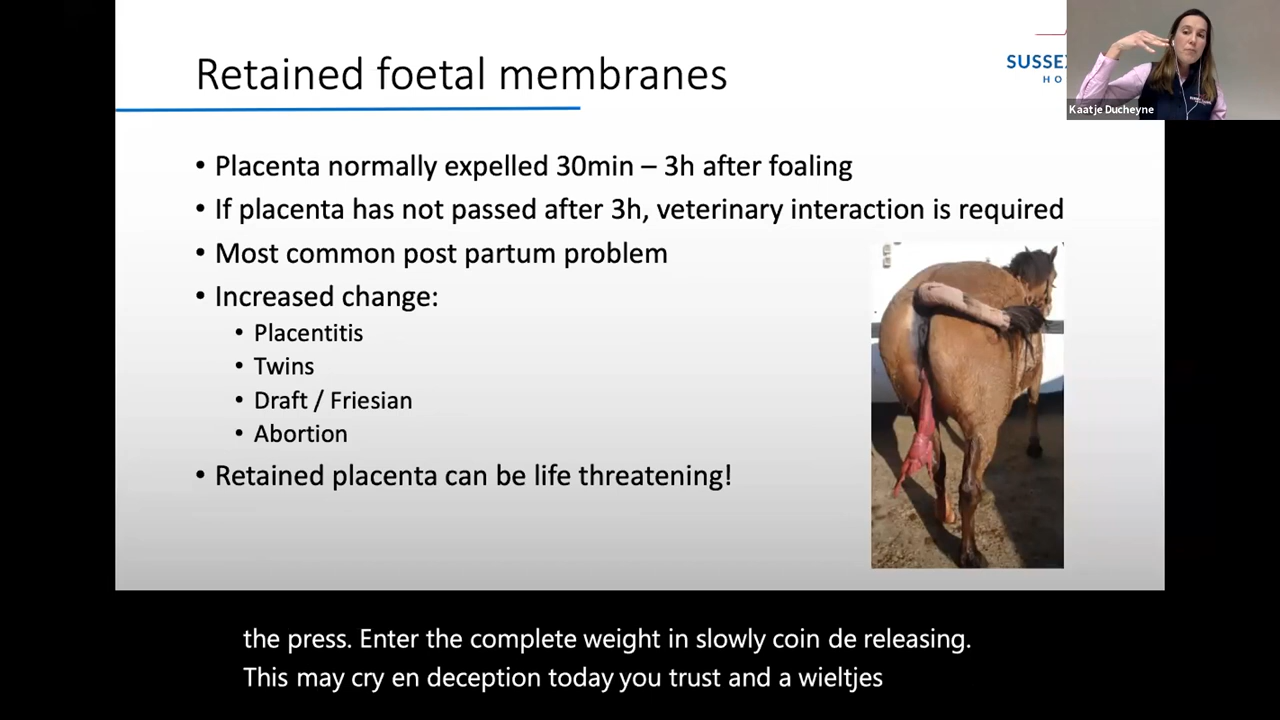 Retained foetal membranes
SUSSEX
HO
Kaatje Ducheyne
• Placenta normally expelled 30min – 3h after foaling
• If placenta has not passed after 3h, veterinary interaction is required
• Most common post partum problem
• Increased change:
• Placentitis
• Twins
• Draft / Friesian
• Abortion
• Retained placenta can be life threatening!
the press. Enter the complete weight in slowly coin de releasing.
This may cry en deception today you trust and a wieltjes